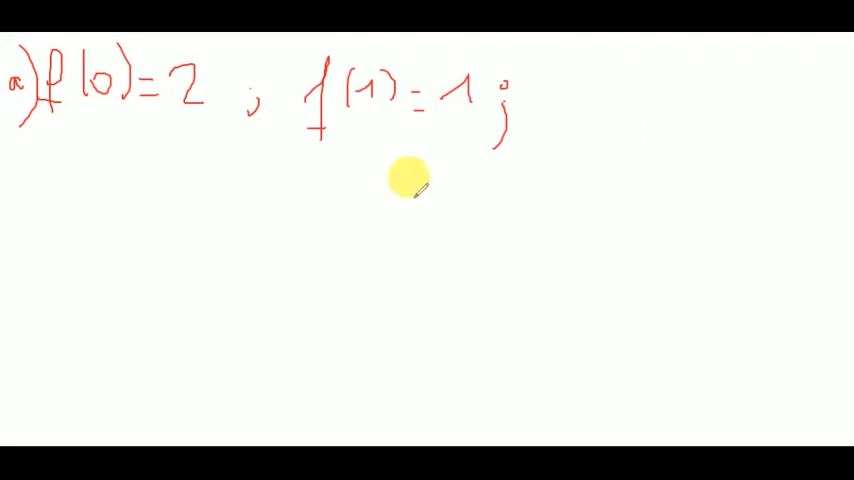 a) f(0) = 2 ; f(1) = 1 ;